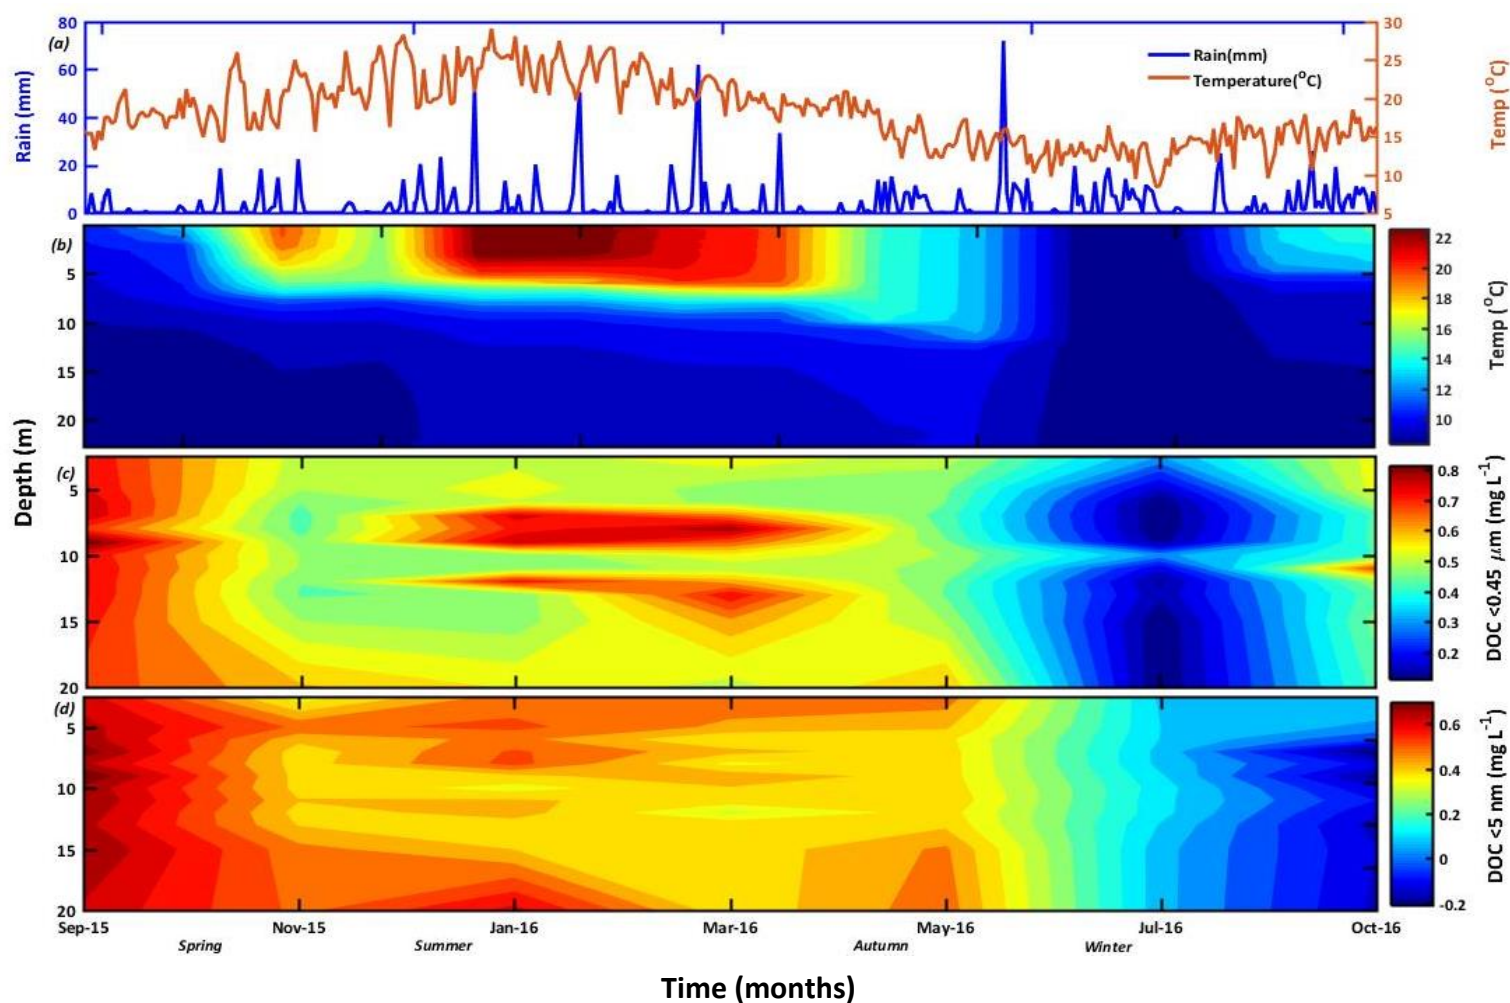 (a)
Rain (mm)
80
60
40
20
0
Rain(mm)
Temperature(°C)
30
25
20
15
10
5
Temp (°C)
(b)
5
10
15
20
22
20
18
16
14
12
10
Temp (°C)
Depth (m)
(c)
5
10
15
20
0.8
0.7
0.6
0.5
0.4
0.3
0.2
DOC <0.45 μm (mg L⁻¹)
(d)
5
10
15
20
0.6
0.4
0.2
0
-0.2
DOC <5 nm (mg L⁻¹)
Sep-15 Nov-15 Jan-16 Mar-16 May-16 Jul-16 Oct-16
Spring Summer Autumn Winter
Time (months)